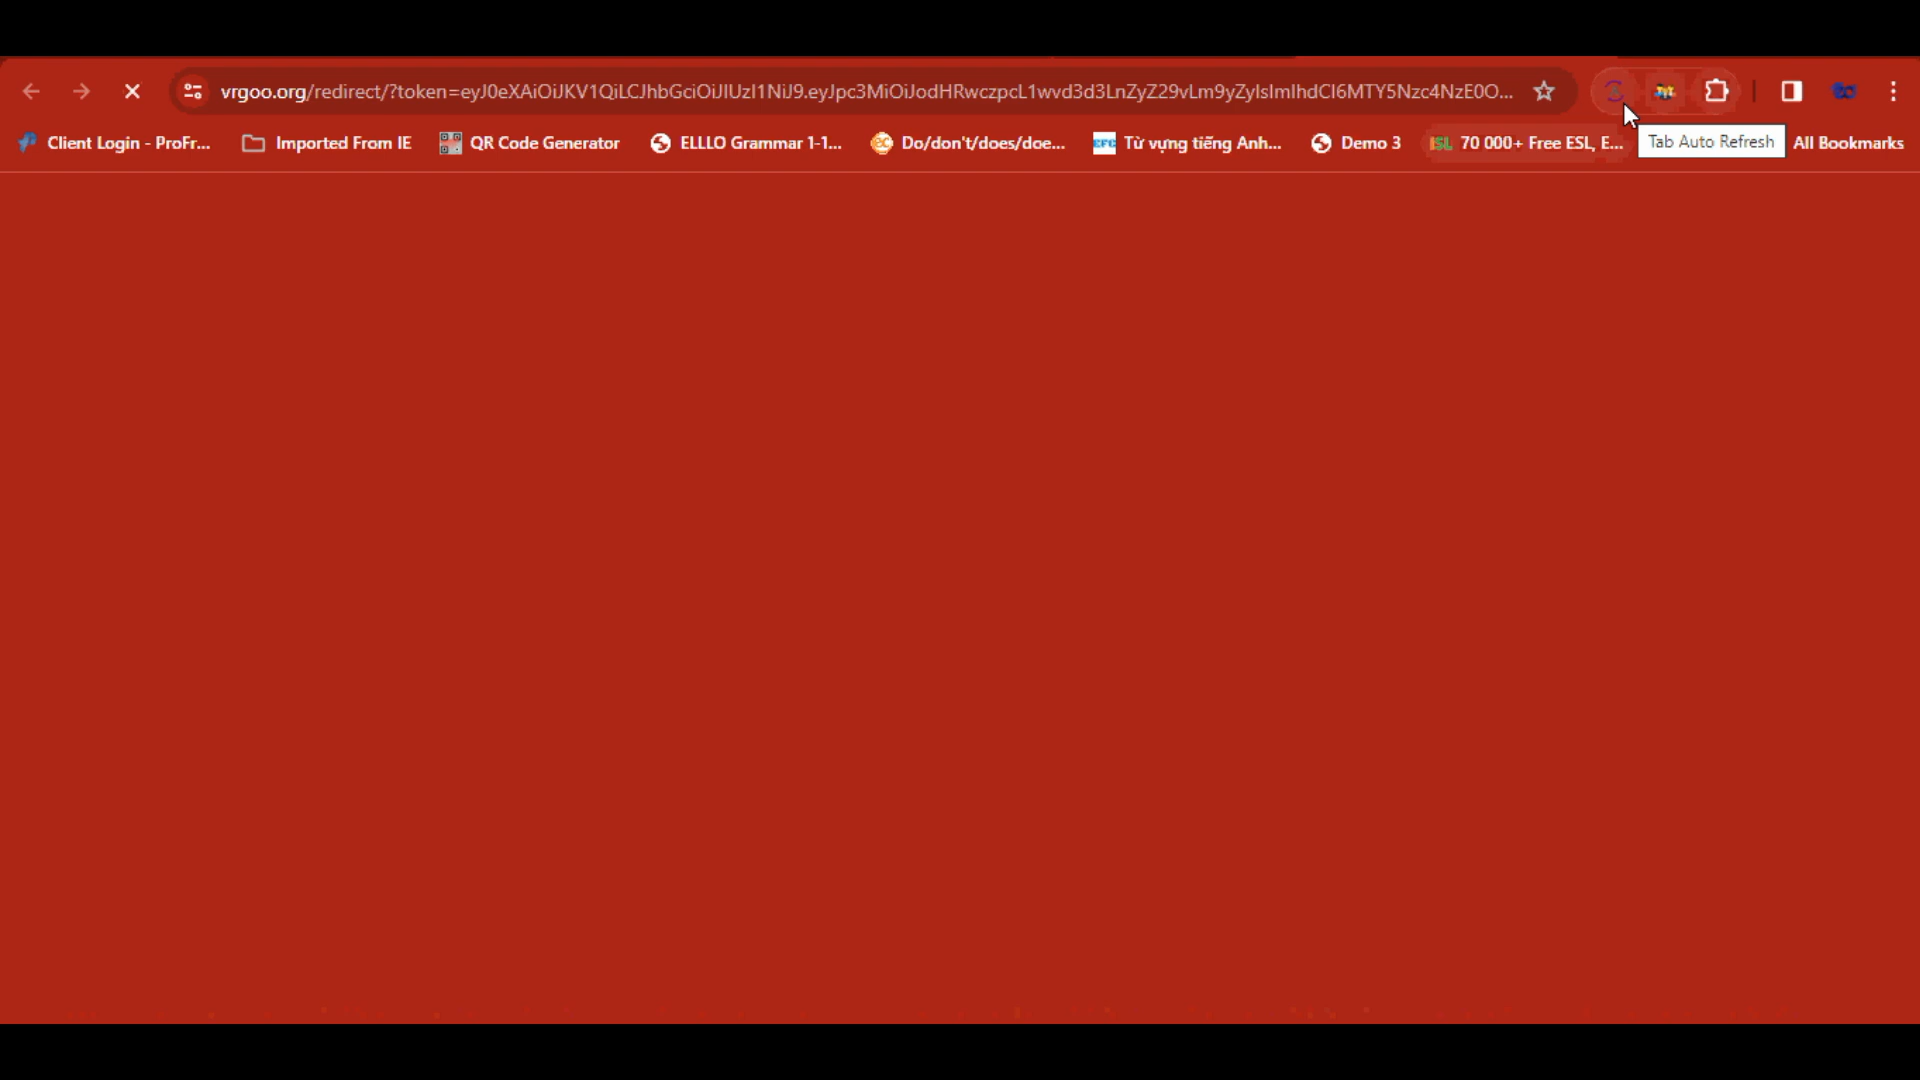 vrgoo.org/redirect/?token=eyJ0eXAiOiJKV1QiLCJhbGciOiJIUzI1NiJ9.eyJpc3MiOiJodHRwczpcL1wvd3d3LnZyZ29vLm9yZyIsImlhdCI6MTY5Nzc4NzE0O...
Client Login - ProFr...
Imported From IE
QR Code Generator
ELLLO Grammar 1-1...
Do/don't/does/doe...
EFC
Từ vựng tiếng Anh...
Demo 3
ISL
70 000+ Free ESL, E...
Tab Auto Refresh
All Bookmarks